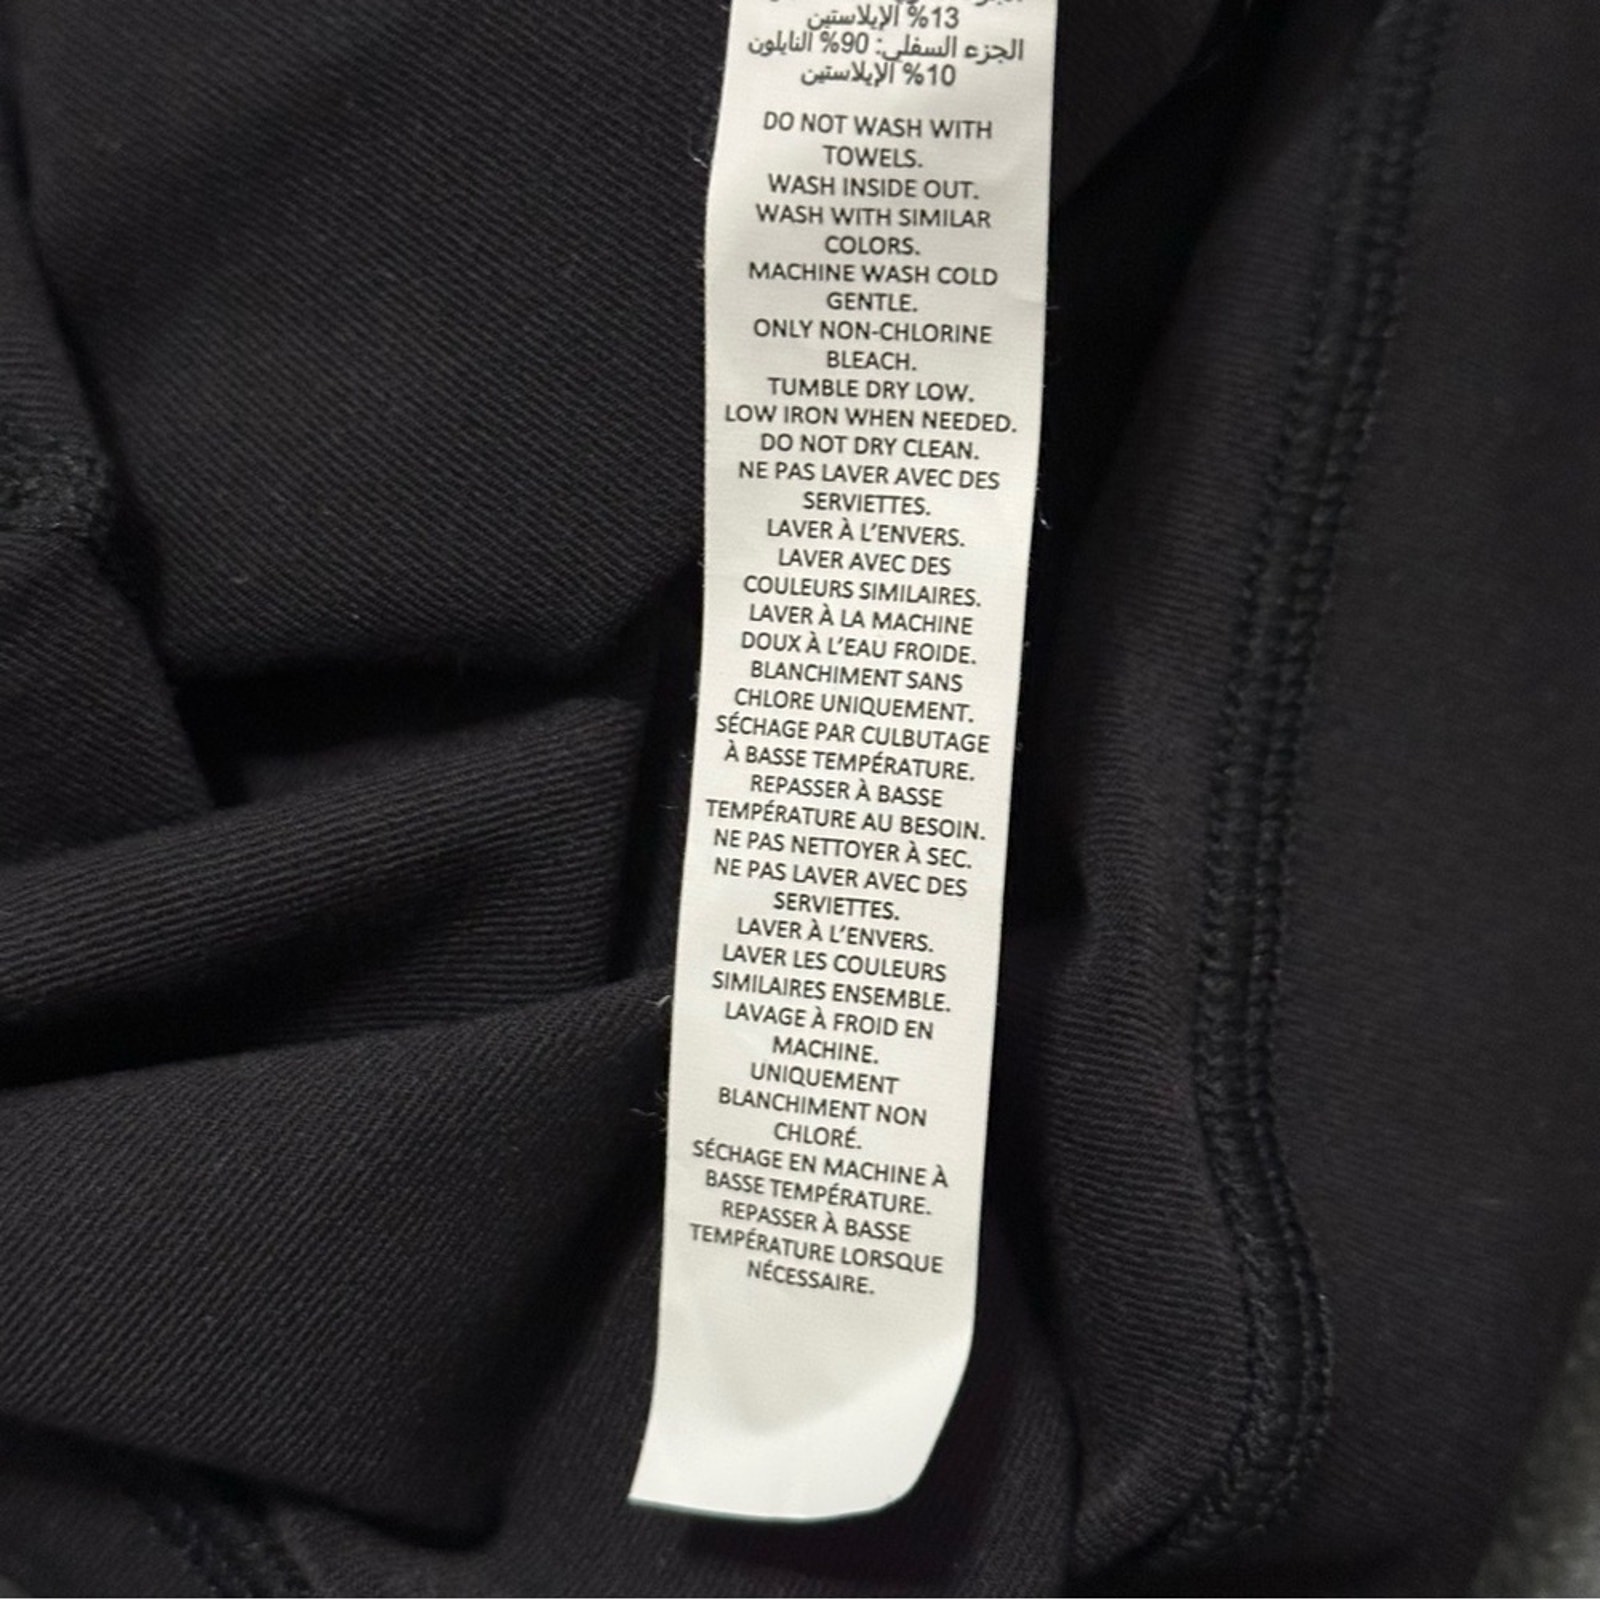 13% الإيلاستين
الجزء السفلي: 90% النايلون
10% الإيلاستين
DO NOT WASH WITH
TOWELS.
WASH INSIDE OUT.
WASH WITH SIMILAR
COLORS.
MACHINE WASH COLD
GENTLE.
ONLY NON-CHLORINE
BLEACH.
TUMBLE DRY LOW.
LOW IRON WHEN NEEDED.
DO NOT DRY CLEAN.
NE PAS LAVER AVEC DES
SERVIETTES.
LAVER À L'ENVERS.
LAVER AVEC DES
COULEURS SIMILAIRES.
LAVER À LA MACHINE
DOUX À L'EAU FROIDE.
BLANCHIMENT SANS
CHLORE UNIQUEMENT.
SÉCHAGE PAR CULBUTAGE
À BASSE TEMPÉRATURE.
REPASSER À BASSE
TEMPÉRATURE AU BESOIN.
NE PAS NETTOYER À SEC.
NE PAS LAVER AVEC DES
SERVIETTES.
LAVER À L'ENVERS.
LAVER LES COULEURS
SIMILAIRES ENSEMBLE.
LAVAGE À FROID EN
MACHINE.
UNIQUEMENT
BLANCHIMENT NON
CHLORÉ.
SÉCHAGE EN MACHINE À
BASSE TEMPÉRATURE.
REPASSER À BASSE
TEMPÉRATURE LORSQUE
NÉCESSAIRE.